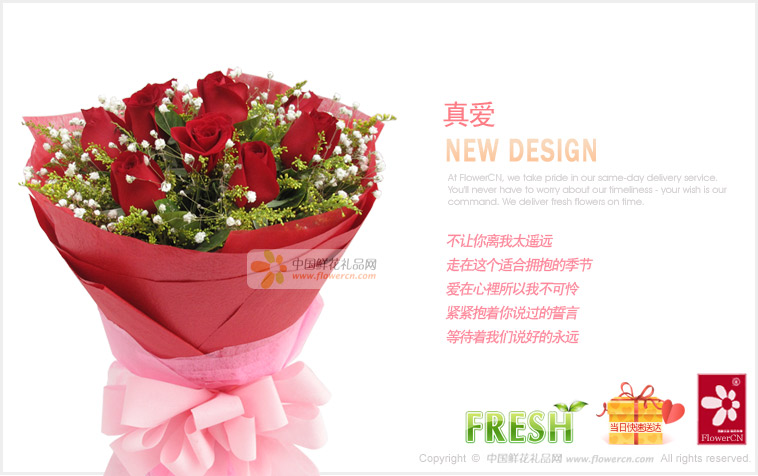 真爱
NEW DESIGN
At FlowerCN, we take pride in our same-day delivery service.
You'll never have to worry about our timeliness - your wish is our
command. We deliver fresh flowers on time.
中国鲜花礼品网
www.flowercn.com
不让你离我太遥远
走在这个适合拥抱的季节
爱在心裡所以我不可怜
紧紧抱着你说过的誓言
等待着我们说好的永远
FRESH
当日快速送达
FlowerCN
Copyright © 中国鲜花礼品网 www.flowercn.com All rights reserved.